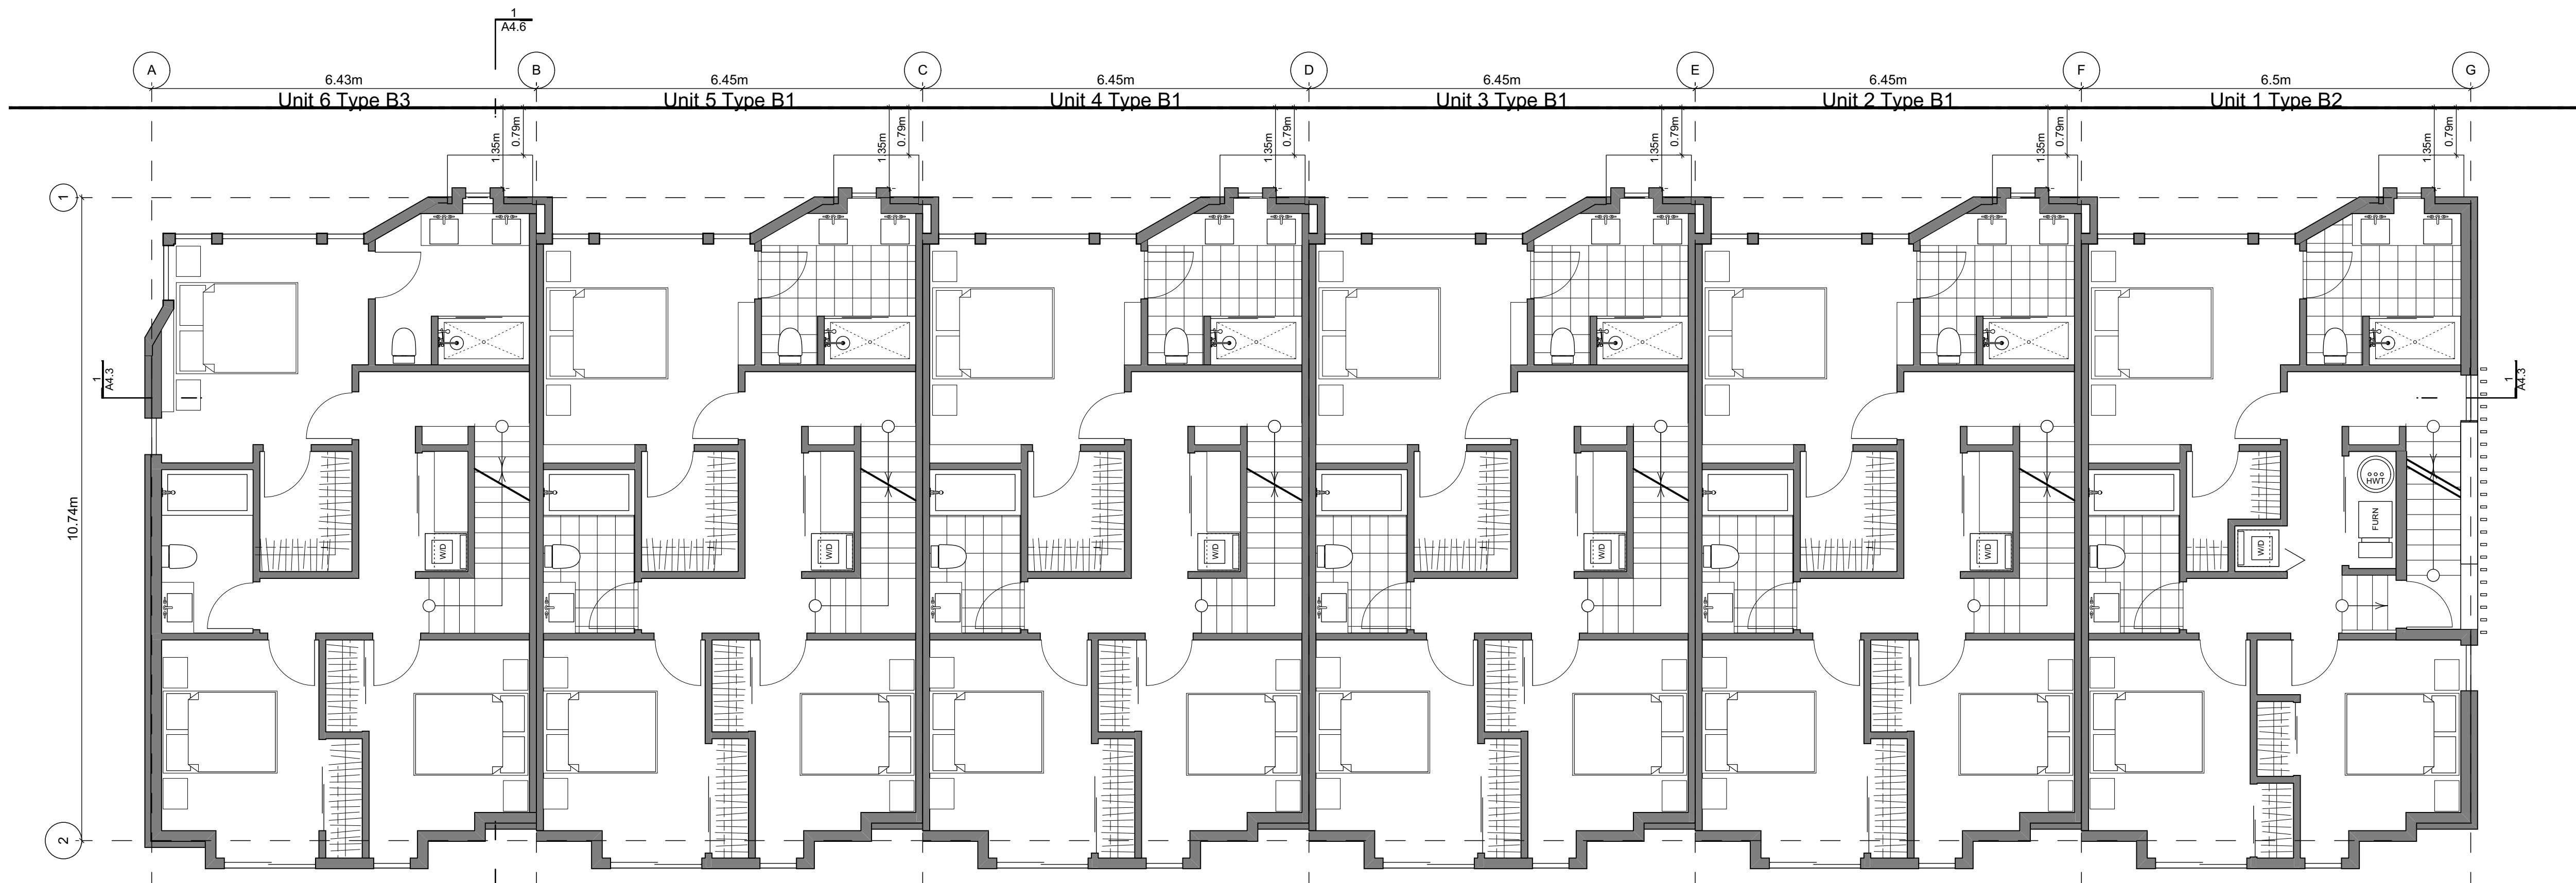 1
A4.6
A B C D E F G
6.43m 6.45m 6.45m 6.45m 6.45m 6.5m
Unit 6 Type B3 Unit 5 Type B1 Unit 4 Type B1 Unit 3 Type B1 Unit 2 Type B1 Unit 1 Type B2
1.35m 0.79m 1.35m 0.79m 1.35m 0.79m 1.35m 0.79m 1.35m 0.79m 1.35m 0.79m
1
1
A4.3
1
A4.3
HWT
10.74m
FURN
W/D W/D W/D W/D W/D W/D
2